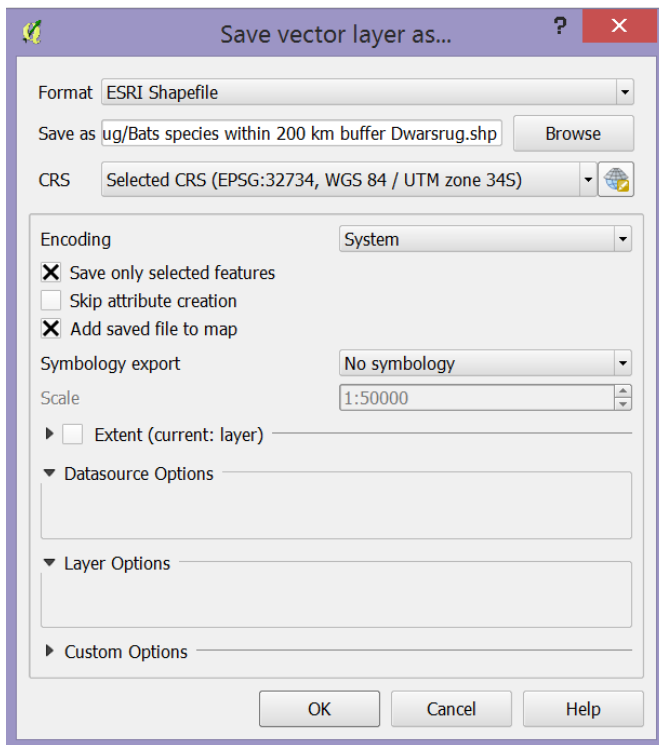 Save vector layer as...
? X
Format ESRI Shapefile
Save as ug/Bats species within 200 km buffer Dwarsrug.shp Browse
CRS Selected CRS (EPSG:32734, WGS 84 / UTM zone 34S)
Encoding System
Save only selected features
Skip attribute creation
Add saved file to map
Symbology export No symbology
Scale 1:50000
Extent (current: layer)
Datasource Options
Layer Options
Custom Options
OK Cancel Help